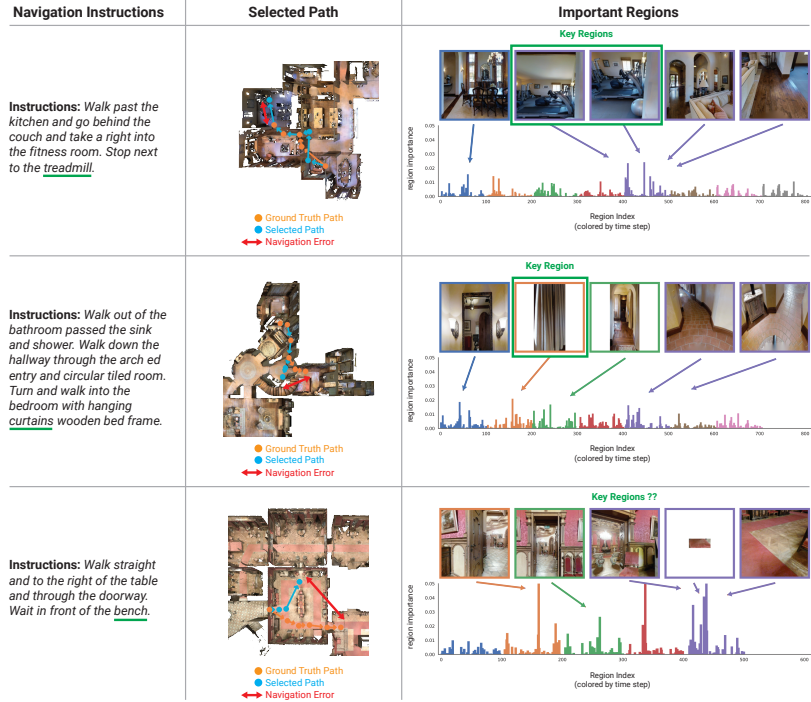 Navigation Instructions
Selected Path
Important Regions
Instructions: Walk past the
kitchen and go behind the
couch and take a right into
the fitness room. Stop next
to the treadmill.
Ground Truth Path
Selected Path
Navigation Error
Key Regions
region importance
0.05
0.04
0.03
0.02
0.01
0.00
0
100
200
300
400
500
600
700
800
Region Index
(colored by time step)
Instructions: Walk out of the
bathroom passed the sink
and shower. Walk down the
hallway through the arch ed
entry and circular tiled room.
Turn and walk into the
bedroom with hanging
curtains wooden bed frame.
Ground Truth Path
Selected Path
Navigation Error
Key Region
region importance
0.05
0.04
0.03
0.02
0.01
0.00
0
100
200
300
400
500
600
700
800
Region Index
(colored by time step)
Instructions: Walk straight
and to the right of the table
and through the doorway.
Wait in front of the bench.
Ground Truth Path
Selected Path
Navigation Error
Key Regions ??
region importance
0.05
0.04
0.03
0.02
0.01
0.00
0
100
200
300
400
500
600
Region Index
(colored by time step)